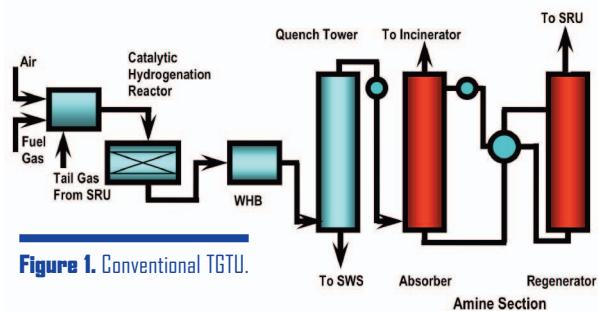 To SRU
Quench Tower
To Incinerator
Air
Catalytic
Hydrogenation
Reactor
Fuel
Gas
Tail Gas
From SRU
WHB
Figure 1. Conventional TGTU.
To SWS
Absorber
Regenerator
Amine Section